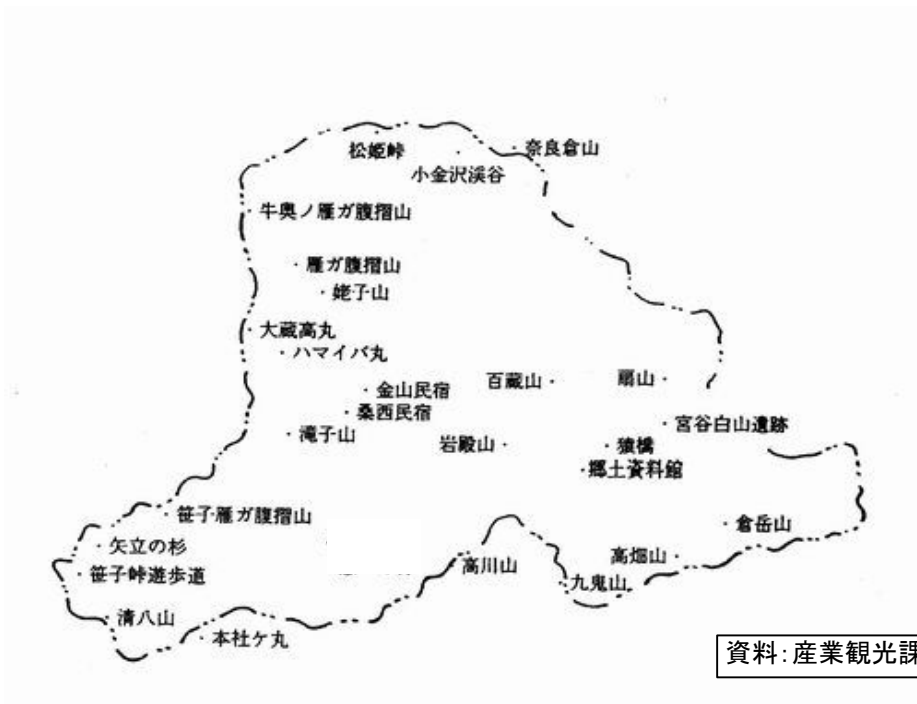 松姫峠
奈良倉山
小金沢渓谷
牛奥ノ雁ガ腹摺山
雁ガ腹摺山
姥子山
大蔵高丸
ハマイバ丸
金山民宿
百蔵山
扇山
桑西民宿
滝子山
岩殿山
宮谷白山遺跡
猿橋
郷土資料館
笹子雁ガ腹摺山
倉岳山
矢立の杉
高畑山
高川山
笹子峠遊歩道
九鬼山
清八山
本社ケ丸
資料:産業観光課